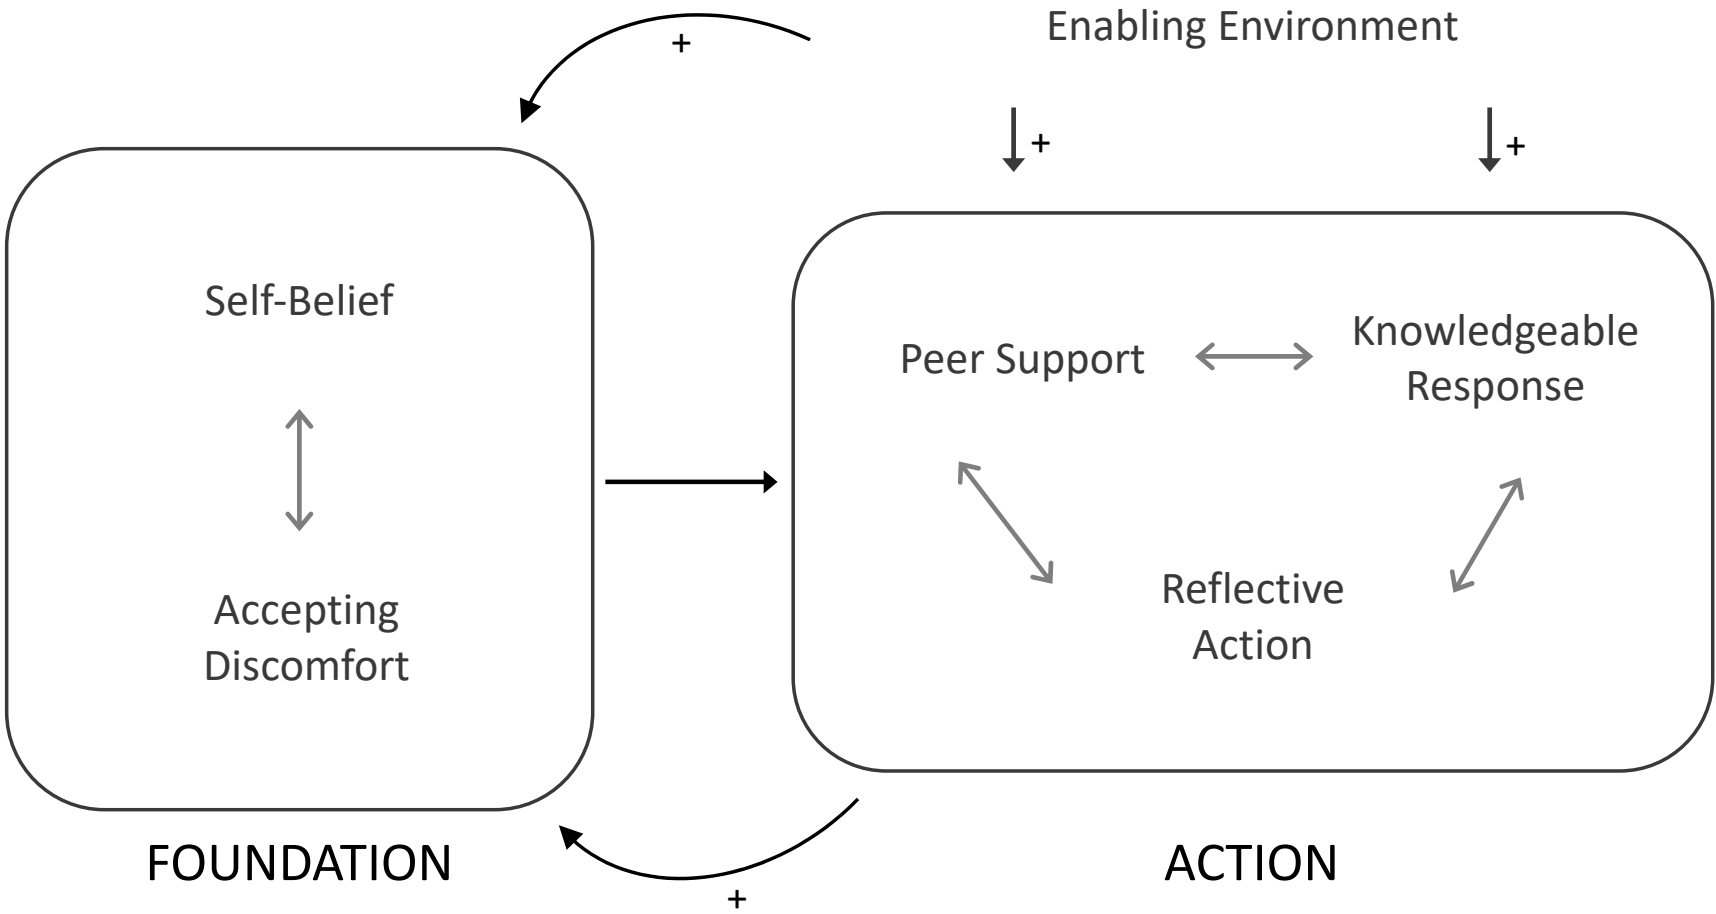 Enabling Environment
+
+
+
Self-Belief
Accepting
Discomfort
Peer Support
Knowledgeable
Response
Reflective
Action
FOUNDATION
ACTION
+